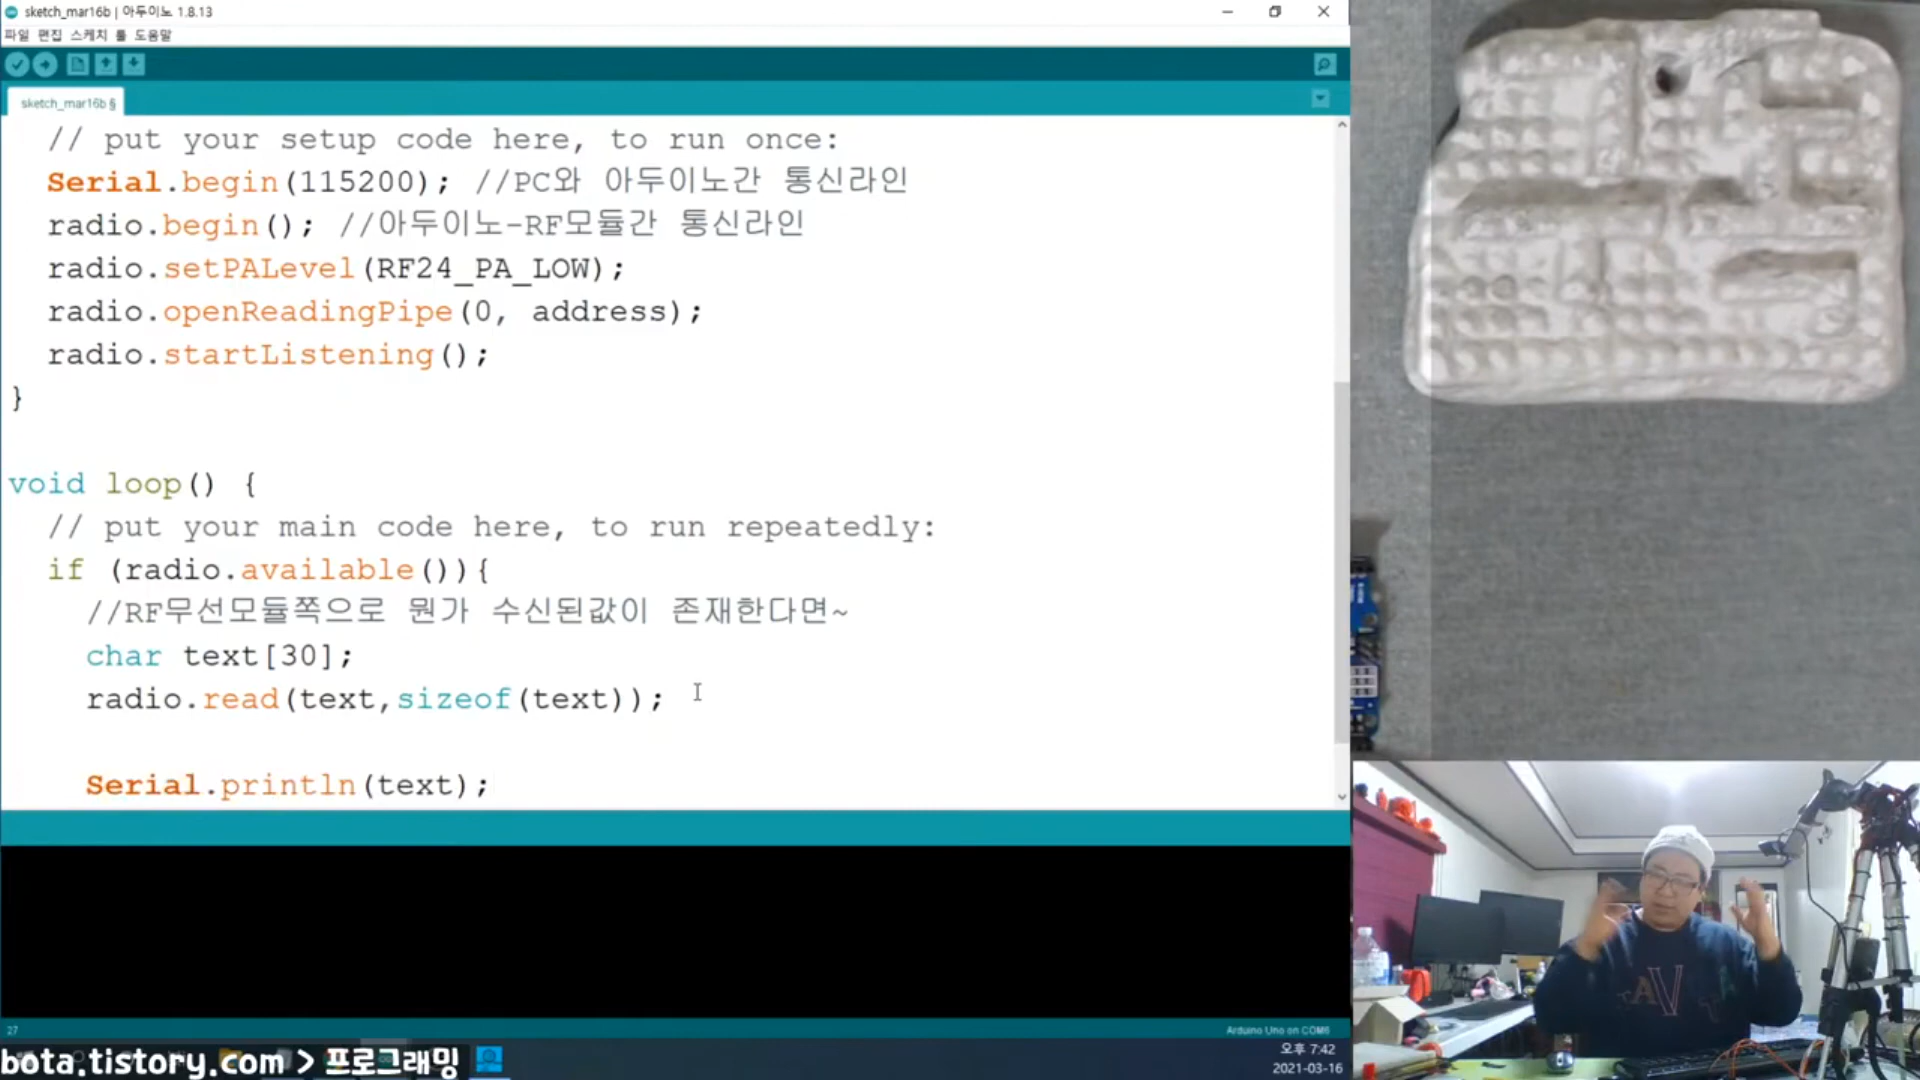 sketch_mar16b | 아두이노 1.8.13
파일 편집 스케치 툴 도움말
sketch_mar16b §
// put your setup code here, to run once:
Serial.begin(115200); //PC와 아두이노간 통신라인
radio.begin(); //아두이노-RF모듈간 통신라인
radio.setPALevel(RF24_PA_LOW);
radio.openReadingPipe(0, address);
radio.startListening();
}
void loop() {
// put your main code here, to run repeatedly:
if (radio.available()){
//RF무선모듈쪽으로 뭔가 수신된값이 존재한다면~
char text[30];
radio.read(text,sizeof(text));
Serial.println(text);
27
Arduino Uno on COM6
bota.tistory.com > 프로그래밍
오후 7:42
2021-03-16